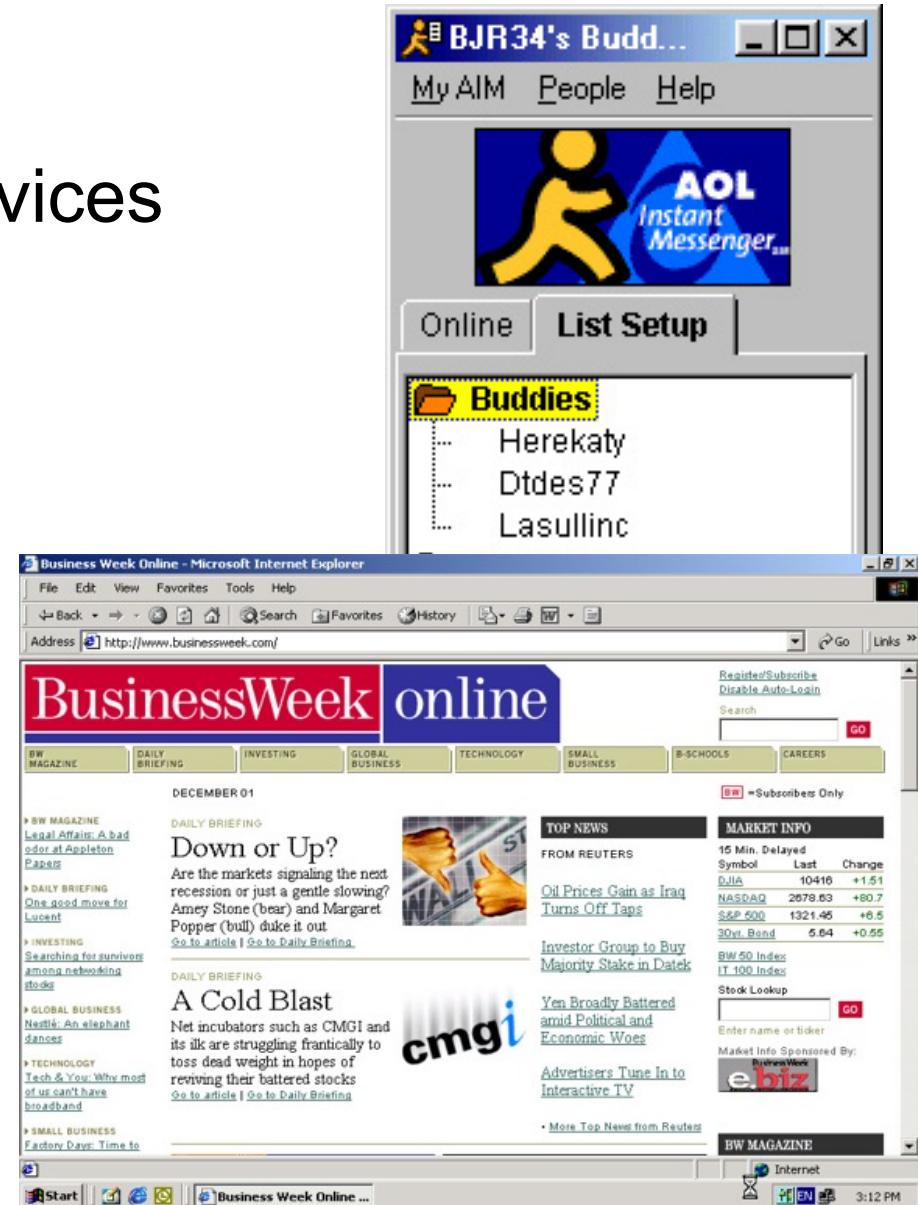 BJR34's Budd...
My AIM People Help
vices
AOL
Instant
Messenger
Online List Setup
Buddies
Herekaty
Dtdes77
Lasullinc
Business Week Online - Microsoft Internet Explorer
File Edit View Favorites Tools Help
Back Search Favorites History
Address http://www.businessweek.com/ Go Links »
BusinessWeek online
Register/Subscribe
Disable Auto-Login
Search
GO
BW MAGAZINE
DAILY BRIEFING
INVESTING
GLOBAL BUSINESS
TECHNOLOGY
SMALL BUSINESS
B-SCHOOLS
CAREERS
DECEMBER 01
BW =Subscribers Only
BW MAGAZINE
Legal Affairs: A bad
odor at Appleton
Papers
DAILY BRIEFING
One good move for
Lucent
INVESTING
Searching for survivors
among networking
stocks
GLOBAL BUSINESS
Nestlé: An elephant
dances
TECHNOLOGY
Tech & You: Why most
of us can't have
broadband
SMALL BUSINESS
Factory Days: Time to
DAILY BRIEFING
Down or Up?
Are the markets signaling the next
recession or just a gentle slowing?
Amey Stone (bear) and Margaret
Popper (bull) duke it out
Go to article | Go to Daily Briefing
WALL ST
DAILY BRIEFING
A Cold Blast
Net incubators such as CMGI and
its ilk are struggling frantically to
toss dead weight in hopes of
reviving their battered stocks
Go to article | Go to Daily Briefing
cmgi
TOP NEWS
FROM REUTERS
Oil Prices Gain as Iraq
Turns Off Taps
Investor Group to Buy
Majority Stake in Datek
Yen Broadly Battered
amid Political and
Economic Woes
Advertisers Tune In to
Interactive TV
• More Top News from Reuters
MARKET INFO
15 Min. Delayed
Symbol Last Change
DJIA 10416 +1.51
NASDAQ 2678.63 +80.7
S&P 500 1321.45 +6.5
30yr. Bond 5.64 +0.55
BW 50 Index
IT 100 Index
Stock Lookup
GO
Enter name or ticker
Market Info Sponsored By:
BusinessWeek
e.biz
BW MAGAZINE
Internet
Start Business Week Online ... EN 3:12 PM